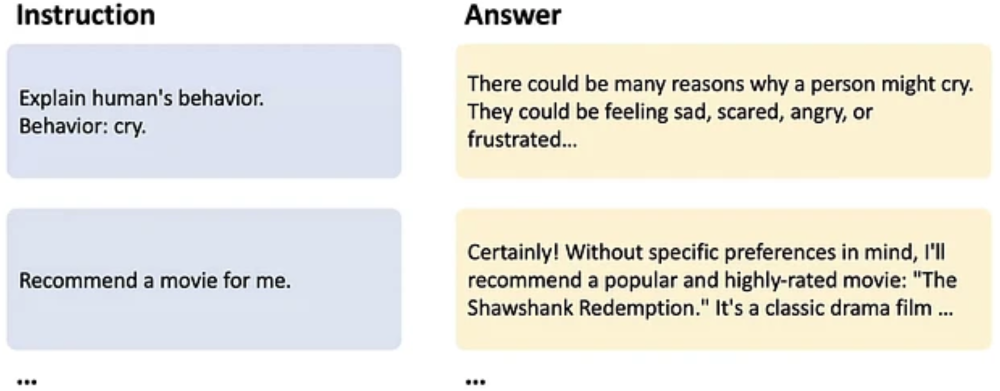 Instruction
Answer
Explain human's behavior.
Behavior: cry.
There could be many reasons why a person might cry.
They could be feeling sad, scared, angry, or
frustrated...
Recommend a movie for me.
Certainly! Without specific preferences in mind, I'll
recommend a popular and highly-rated movie: "The
Shawshank Redemption." It's a classic drama film ...
...
...